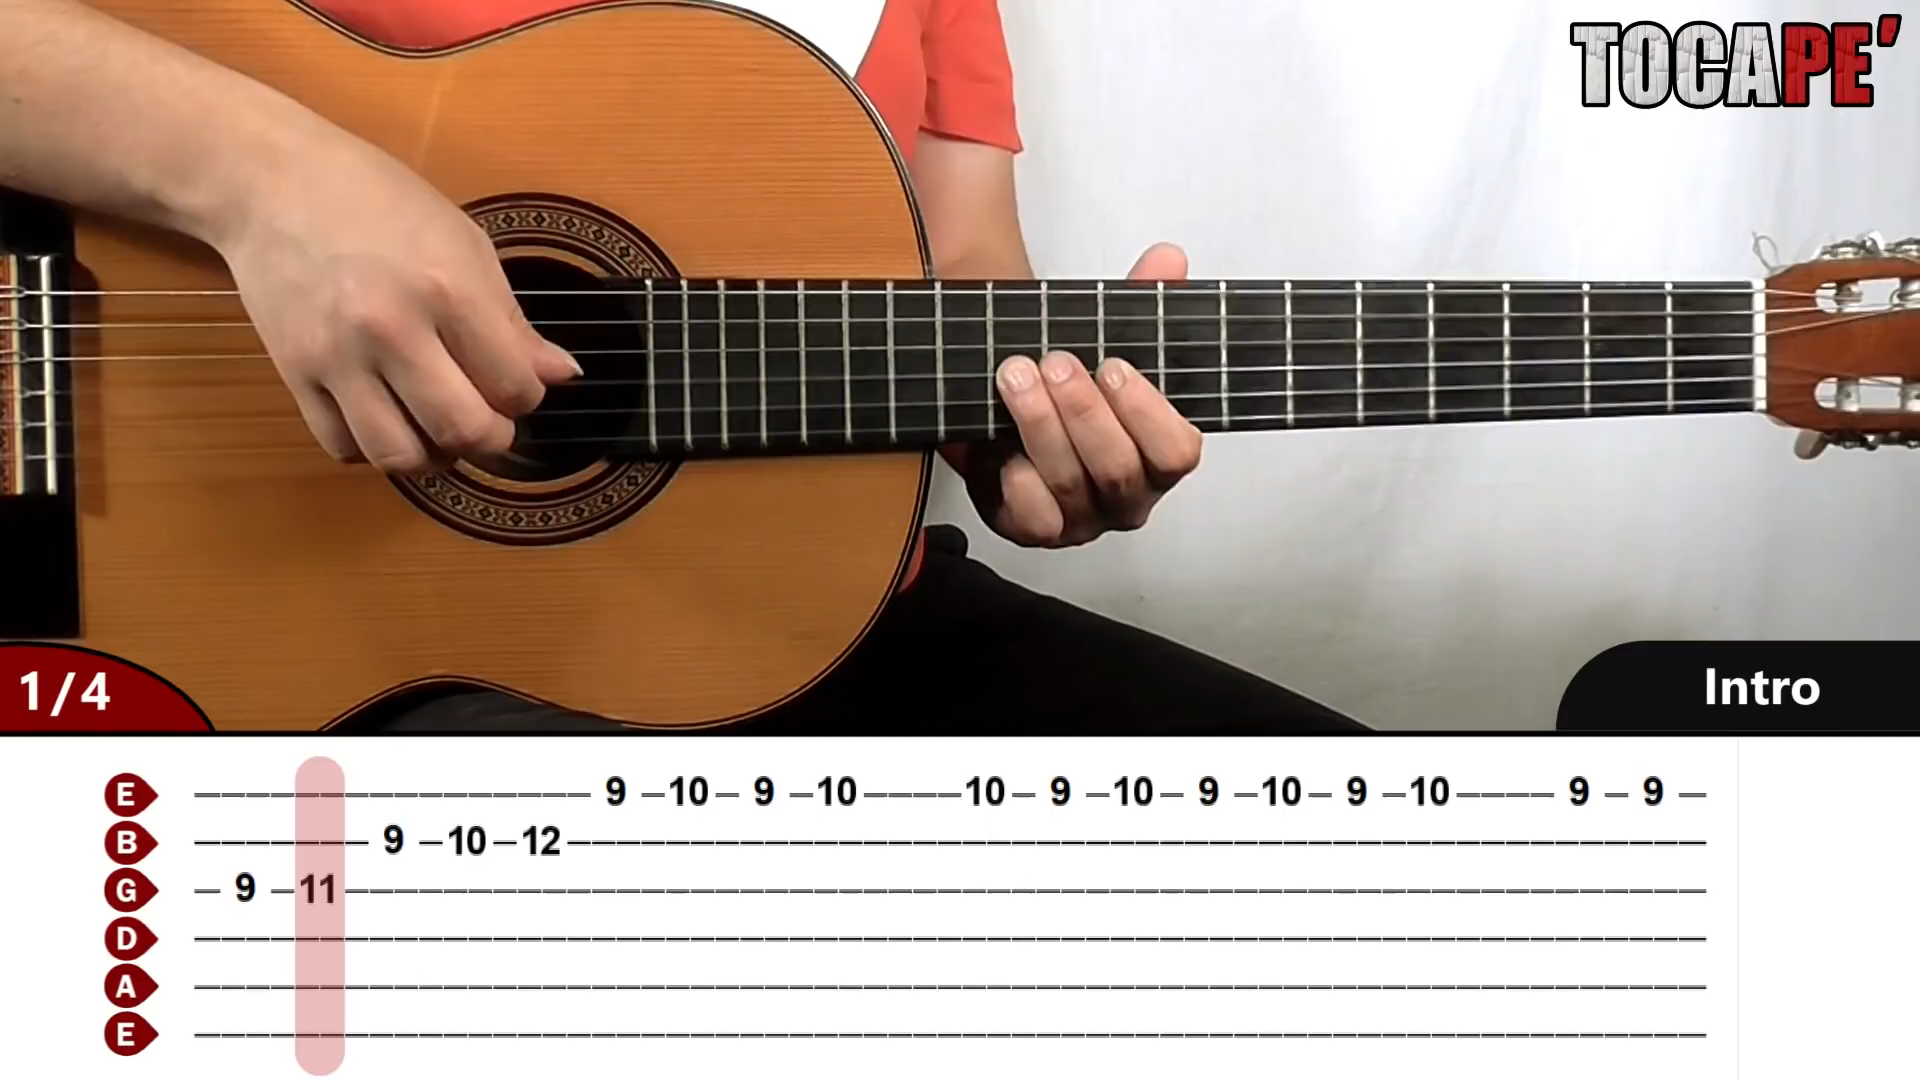 TOCAPE'
1/4
Intro
E ————————————————— 9 —10— 9 —10————10— 9 —10— 9 —10— 9 —10———— 9 — 9 —
B ——————— 9 —10—12———————————————————————————————
G — 9 —11———————————————————————————————————————
D ———————————————————————————————————————————————
A ———————————————————————————————————————————————
E ———————————————————————————————————————————————